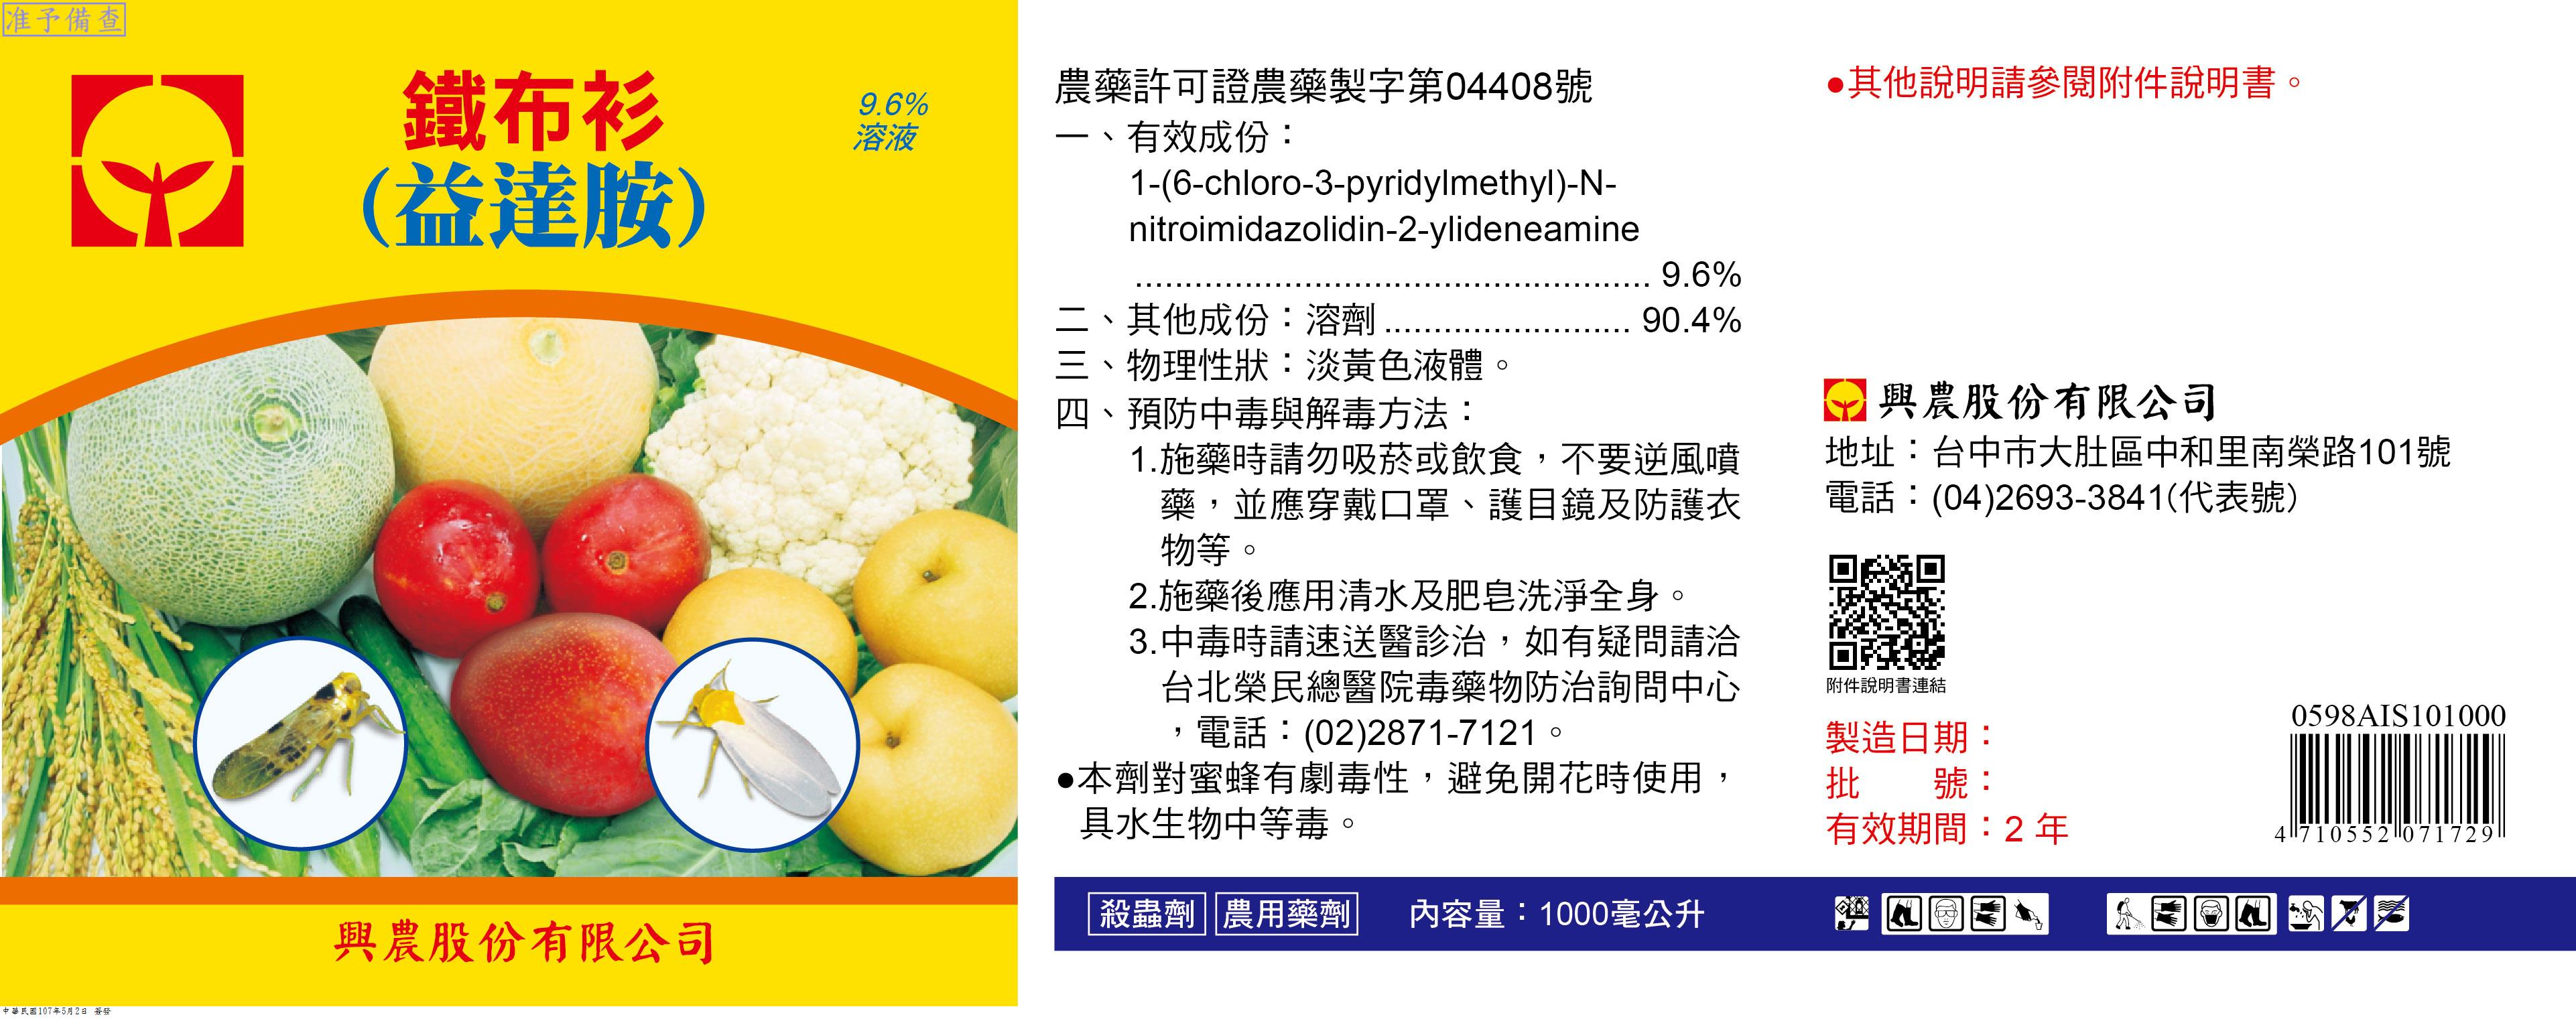 准予備查
鐵布衫
(益達胺)
9.6%
溶液
興農股份有限公司
中華民國107年5月2日 簽發
農藥許可證農藥製字第04408號
一、有效成份：
1-(6-chloro-3-pyridylmethyl)-N-
nitroimidazolidin-2-ylideneamine
.................................................... 9.6%
二、其他成份：溶劑 ......................... 90.4%
三、物理性狀：淡黃色液體。
四、預防中毒與解毒方法：
1.施藥時請勿吸菸或飲食，不要逆風噴
藥，並應穿戴口罩、護目鏡及防護衣
物等。
2.施藥後應用清水及肥皂洗淨全身。
3.中毒時請速送醫診治，如有疑問請洽
台北榮民總醫院毒藥物防治詢問中心
，電話：(02)2871-7121。
●本劑對蜜蜂有劇毒性，避免開花時使用，
具水生物中等毒。
殺蟲劑 農用藥劑 內容量：1000毫公升
●其他說明請參閱附件說明書。
興農股份有限公司
地址：台中市大肚區中和里南榮路101號
電話：(04)2693-3841(代表號)
附件說明書連結
製造日期：
批　　號：
有效期間：2 年
0598AIS101000
4 710552 071729